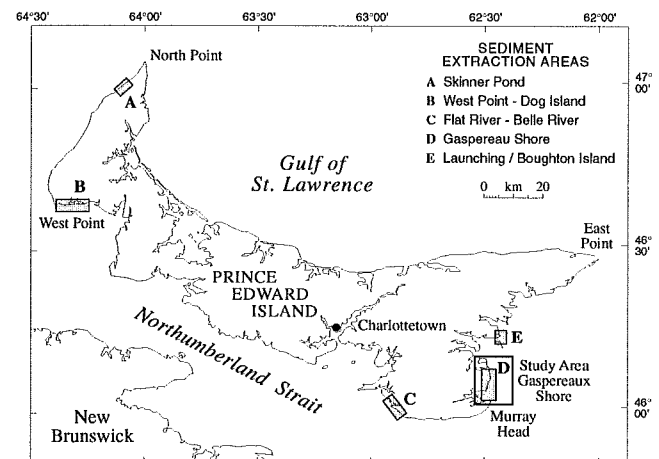 64°30' 64°00' 63°30' 63°00' 62°30' 62°00'
North Point
SEDIMENT
EXTRACTION AREAS
A Skinner Pond
B West Point - Dog Island
C Flat River - Belle River
D Gaspereau Shore
E Launching / Boughton Island
0 km 20
47°
00'
A
B
West Point
Gulf of
St. Lawrence
East
Point
46°
30'
PRINCE
EDWARD
ISLAND
Charlottetown
Northumberland Strait
E
D
Study Area
Gaspereaux
Shore
C
Murray
Head
46°
00'
New
Brunswick